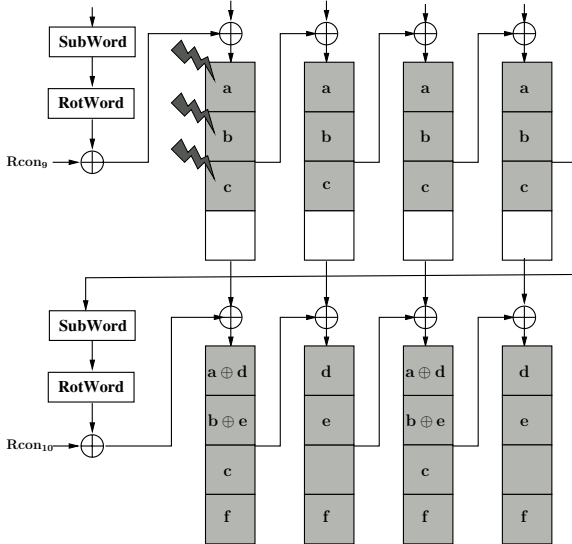 SubWord
RotWord
Rcon₉
a a a a
b b b b
c c c c
SubWord
RotWord
Rcon₁₀
a ⊕ d d a ⊕ d d
b ⊕ e e b ⊕ e e
c c
f f f f